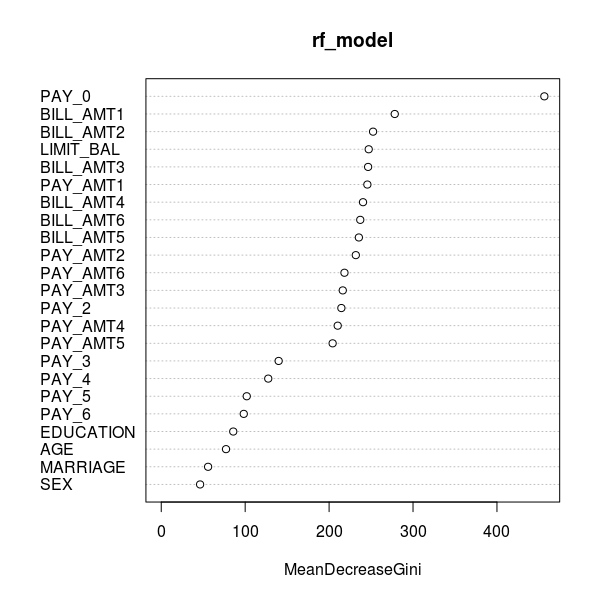 rf_model
PAY_0
BILL_AMT1
BILL_AMT2
LIMIT_BAL
BILL_AMT3
PAY_AMT1
BILL_AMT4
BILL_AMT6
BILL_AMT5
PAY_AMT2
PAY_AMT6
PAY_AMT3
PAY_2
PAY_AMT4
PAY_AMT5
PAY_3
PAY_4
PAY_5
PAY_6
EDUCATION
AGE
MARRIAGE
SEX
0 100 200 300 400
MeanDecreaseGini